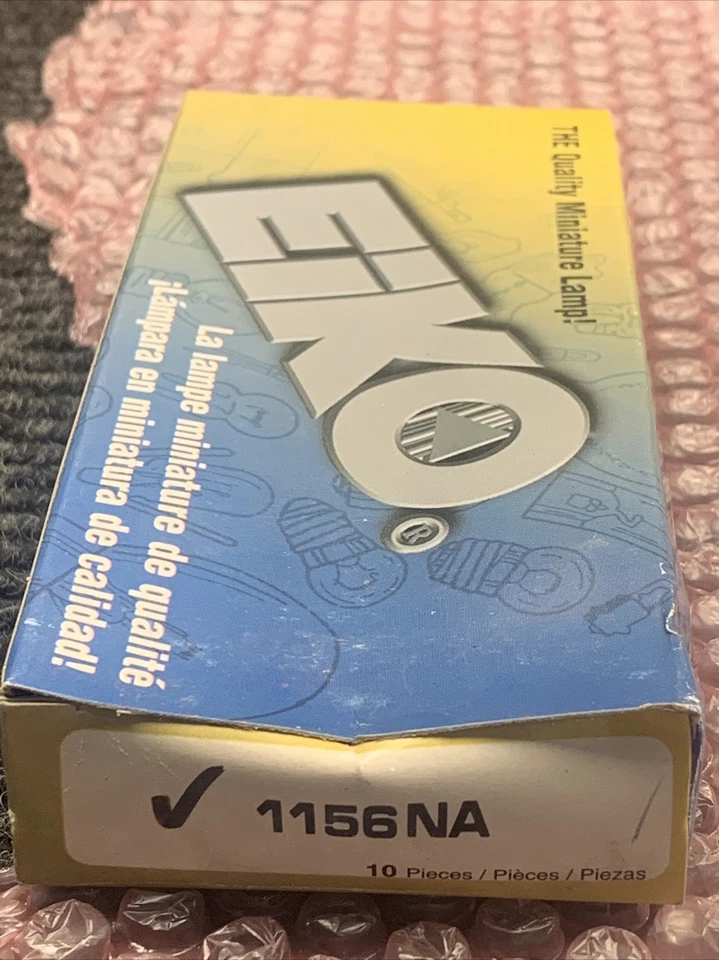 THE Quality Miniature Lamp!
EiKO®
La lampe miniature de qualité
¡Lámpara en miniatura de calidad!
✓ 1156NA
10 Pieces / Pièces / Piezas